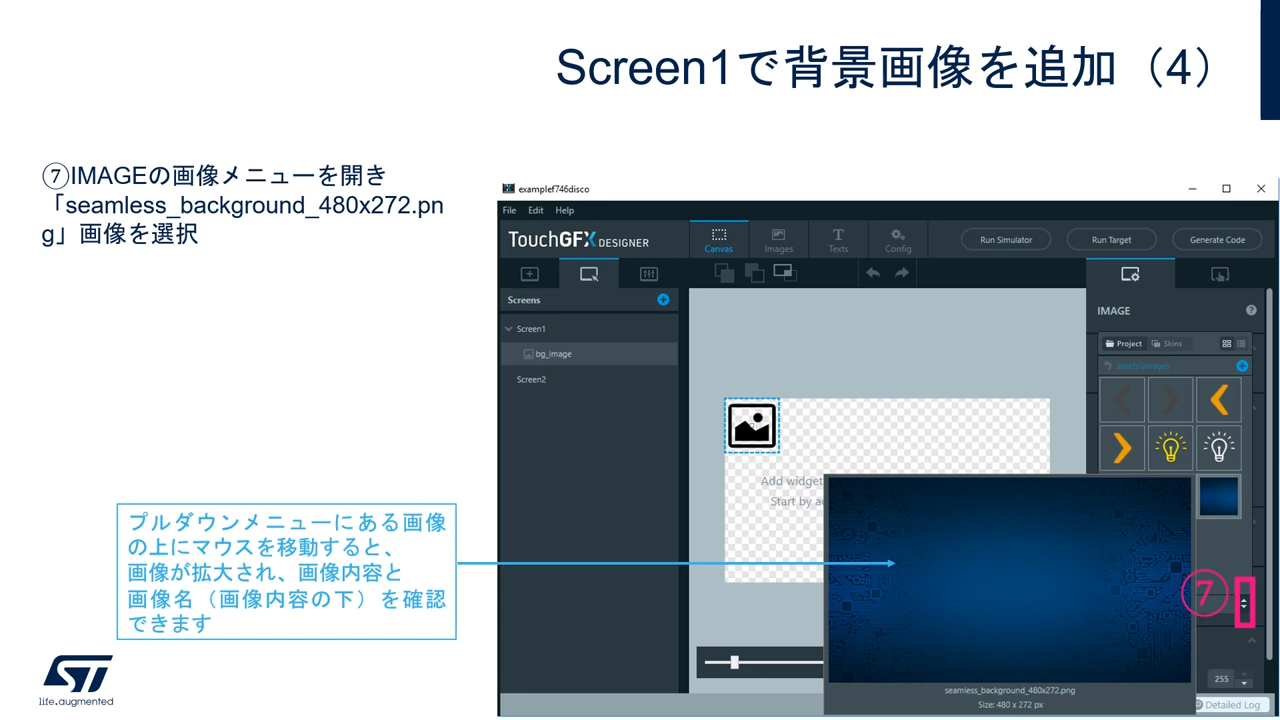 Screen1で背景画像を追加（4）
⑦IMAGEの画像メニューを開き
「seamless_background_480x272.pn
g」画像を選択
プルダウンメニューにある画像
の上にマウスを移動すると、
画像が拡大され、画像内容と
画像名（画像内容の下）を確認
できます
examplef746disco
File Edit Help
TouchGFX DESIGNER
Canvas
Images
Texts
Config
Run Simulator
Run Target
Generate Code
Screens
Screen1
bg_image
Screen2
IMAGE
Project
Skins
assets\images
Add widget
Start by a
⑦
seamless_background_480x272.png
Size: 480 x 272 px
255
Detailed Log
ST
life.augmented